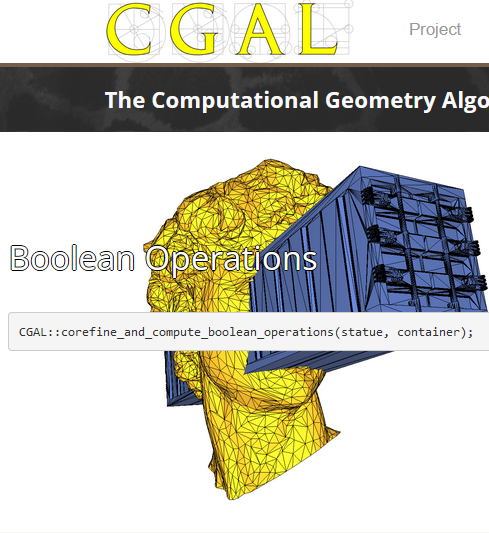 CGAL
Project
The Computational Geometry Algo
Boolean Operations
CGAL::corefine_and_compute_boolean_operations(statue, container);